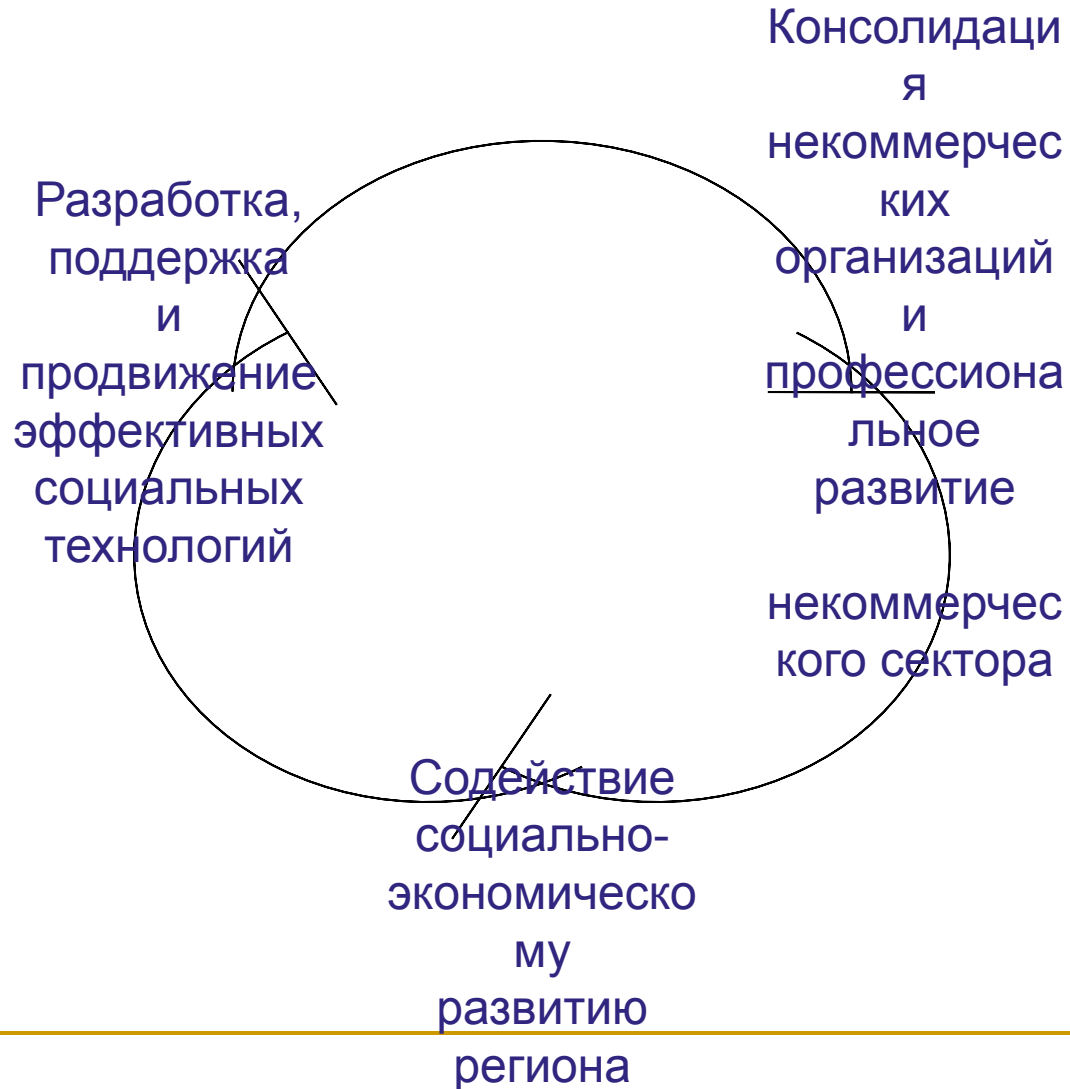 Разработка,
поддержка
и
продвижение
эффективных
социальных
технологий
Консолидаци
я
некоммерчес
ких
организаций
и
профессиона
льное
развитие
некоммерчес
кого сектора
Содействие
социально-
экономическо
му
развитию
региона